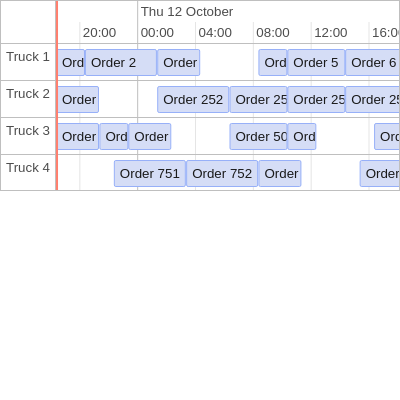 Thu 12 October
20:00 00:00 04:00 08:00 12:00 16:00
Truck 1 Ord Order 2 Order Ord Order 5 Order 6
Truck 2 Order Order 252 Order 25 Order 25 Order 25
Truck 3 Order Ord Order Order 50 Ord Ord
Truck 4 Order 751 Order 752 Order Order